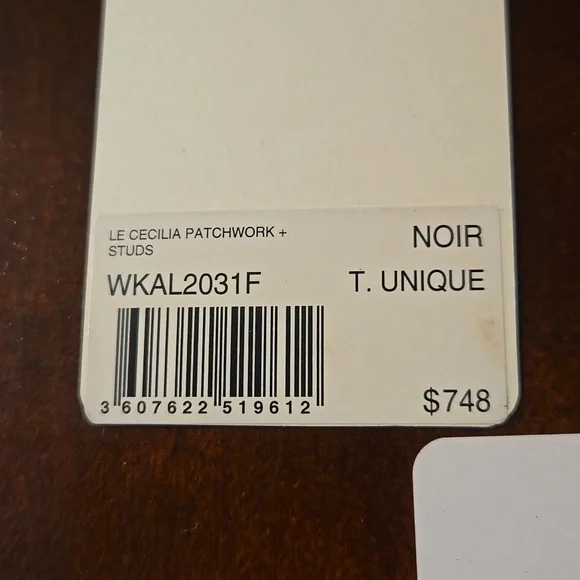 LE CECILIA PATCHWORK +
STUDS
NOIR
WKAL2031F
T. UNIQUE
3 607622 519612
$748